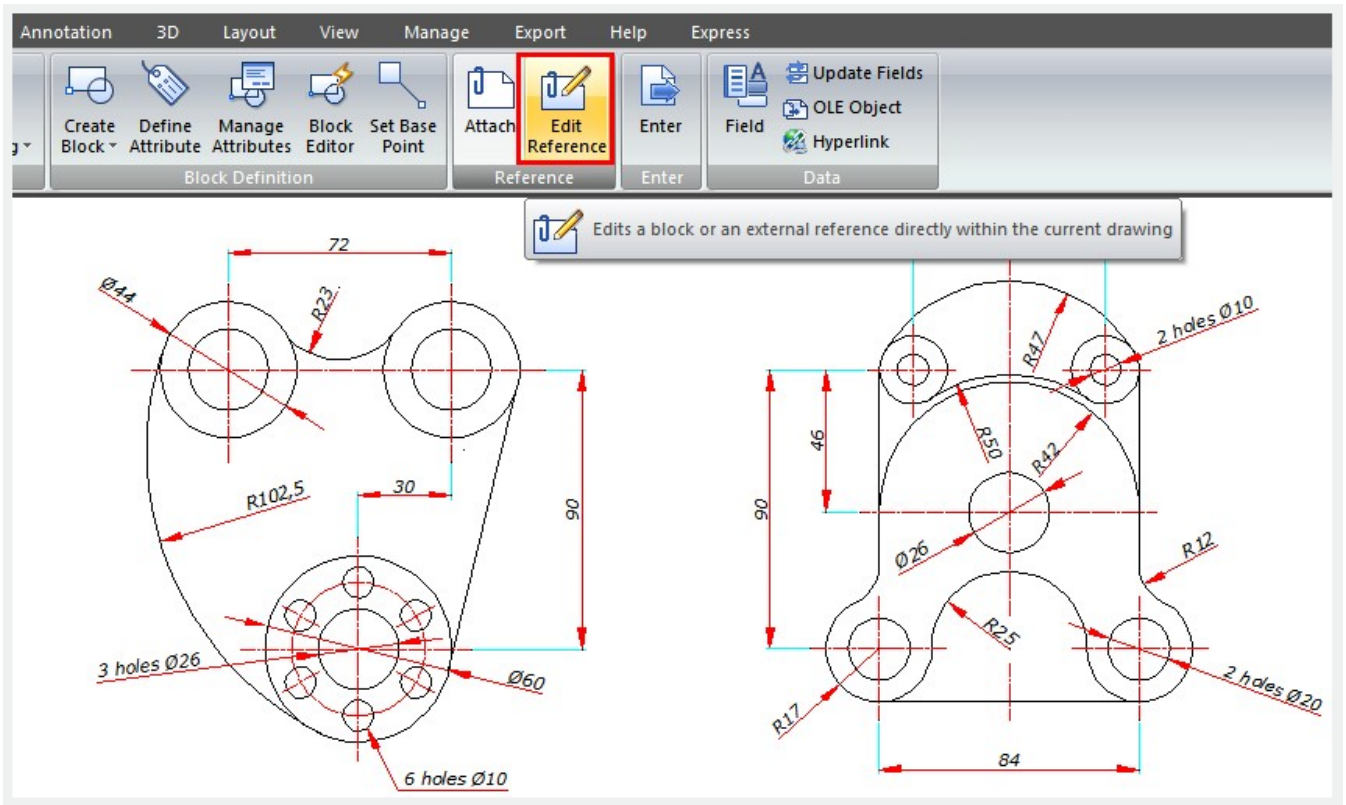 Annotation 3D Layout View Manage Export Help Express
Create Block
Define Attribute
Manage Attributes
Block Editor
Set Base Point
Attach
Edit Reference
Enter
Field
Update Fields
OLE Object
Hyperlink
Block Definition
Reference
Enter
Data
Edits a block or an external reference directly within the current drawing
72
Ø44
R23
R102,5
30
90
3 holes Ø26
Ø60
6 holes Ø10
2 holes Ø10
R47
46
R50
R42
90
Ø26
R12
R25
R17
2 holes Ø20
84